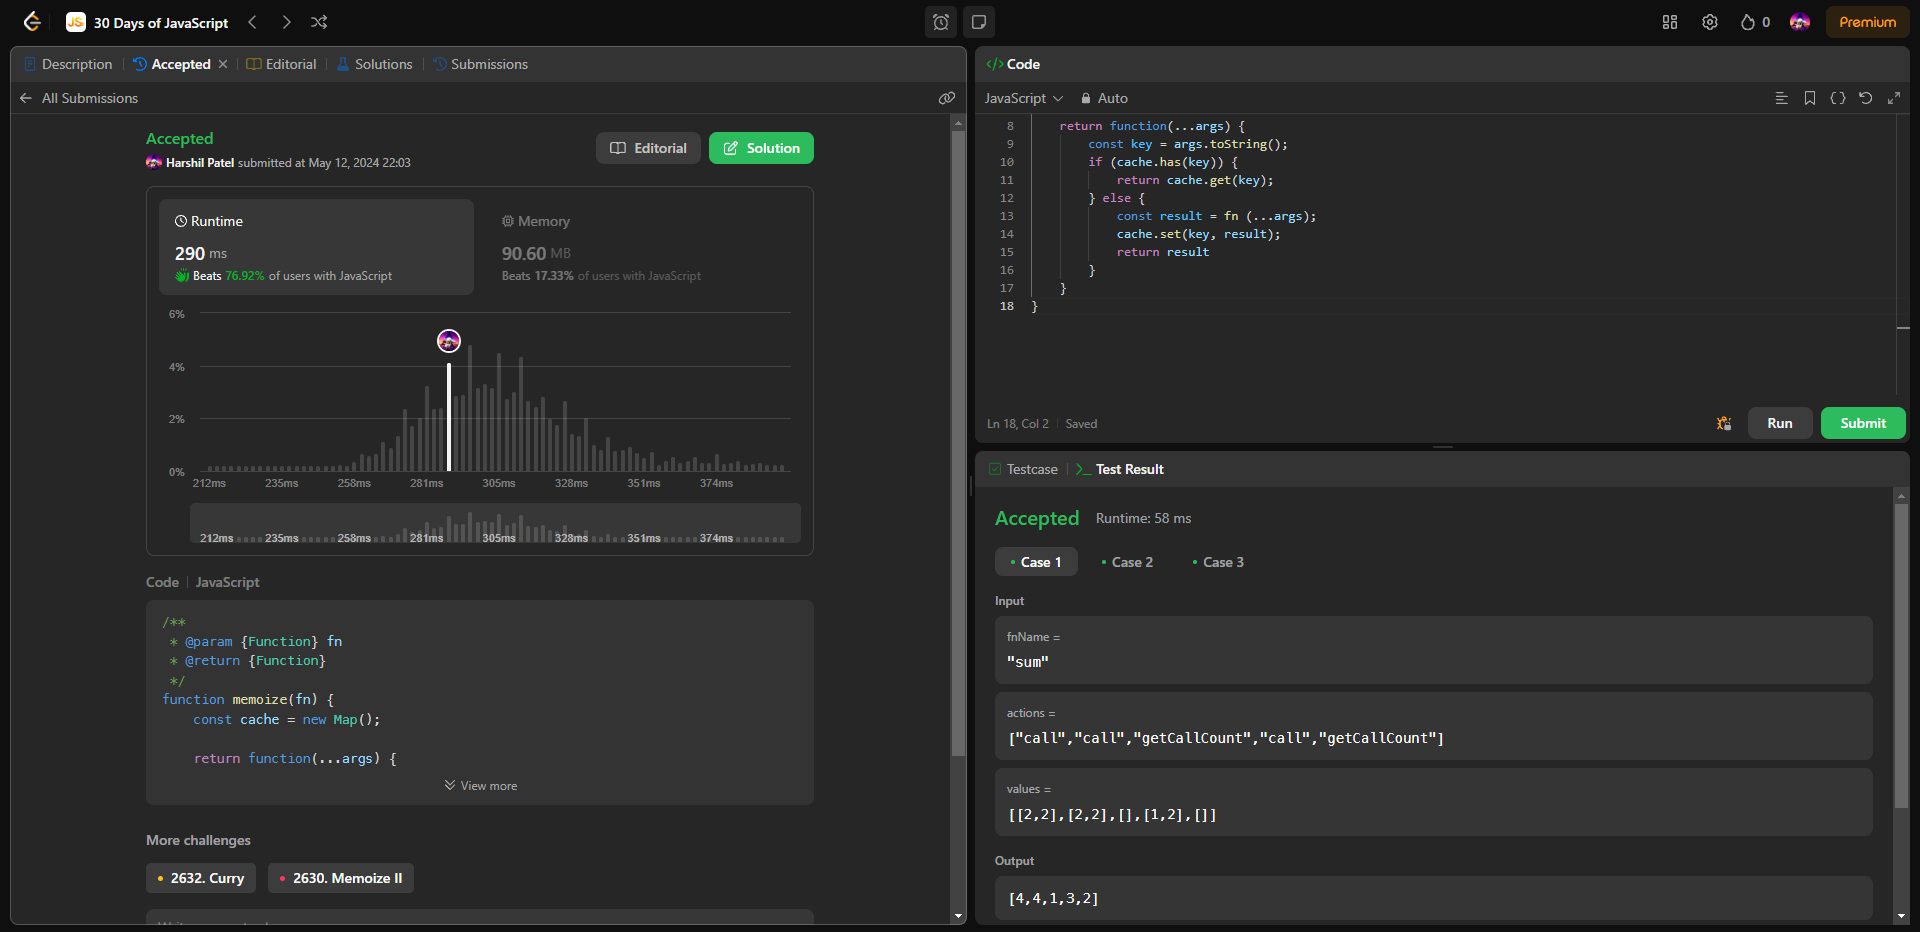 JS 30 Days of JavaScript
0
Premium
Description
Accepted
Editorial
Solutions
Submissions
All Submissions
Accepted
Harshil Patel submitted at May 12, 2024 22:03
Editorial
Solution
Runtime
290 ms
Beats 76.92% of users with JavaScript
Memory
90.60 MB
Beats 17.33% of users with JavaScript
6%
4%
2%
0%
212ms 235ms 258ms 281ms 305ms 328ms 351ms 374ms
212ms 235ms 258ms 281ms 305ms 328ms 351ms 374ms
Code | JavaScript
/**
 * @param {Function} fn
 * @return {Function}
 */
function memoize(fn) {
    const cache = new Map();
    return function(...args) {
View more
More challenges
2632. Curry
2630. Memoize II
</> Code
JavaScript
Auto
8     return function(...args) {
9         const key = args.toString();
10         if (cache.has(key)) {
11             return cache.get(key);
12         } else {
13             const result = fn (...args);
14             cache.set(key, result);
15             return result
16         }
17     }
18 }
Ln 18, Col 2 | Saved
Run
Submit
Testcase
Test Result
Accepted Runtime: 58 ms
Case 1
Case 2
Case 3
Input
fnName =
"sum"
actions =
["call","call","getCallCount","call","getCallCount"]
values =
[[2,2],[2,2],[],[1,2],[]]
Output
[4,4,1,3,2]